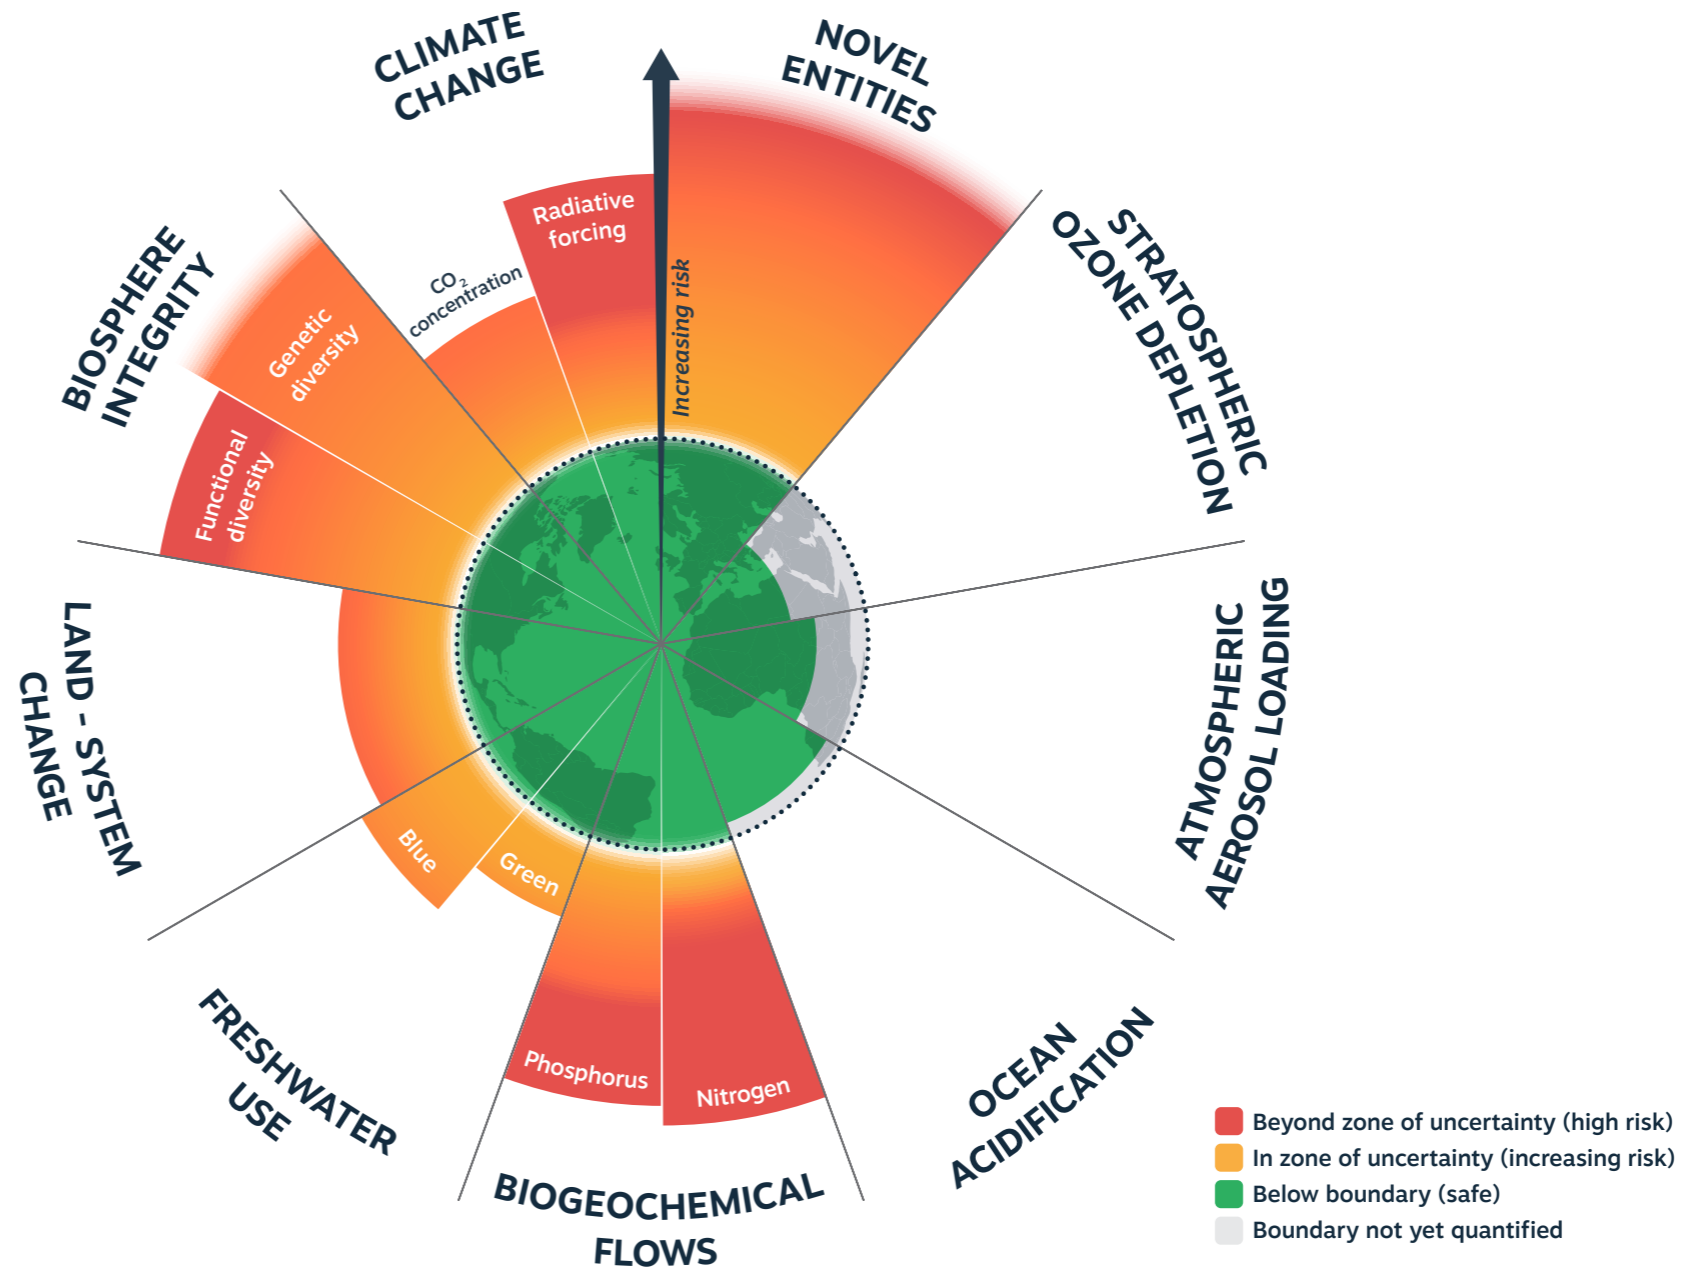 CLIMATE
CHANGE
NOVEL
ENTITIES
STRATOSPHERIC
OZONE DEPLETION
ATMOSPHERIC
AEROSOL LOADING
OCEAN
ACIDIFICATION
BIOGEOCHEMICAL
FLOWS
FRESHWATER
USE
LAND - SYSTEM
CHANGE
BIOSPHERE
INTEGRITY
Increasing risk
Radiative
forcing
CO₂
concentration
Genetic
diversity
Functional
diversity
Blue
Green
Phosphorus
Nitrogen
Beyond zone of uncertainty (high risk)
In zone of uncertainty (increasing risk)
Below boundary (safe)
Boundary not yet quantified